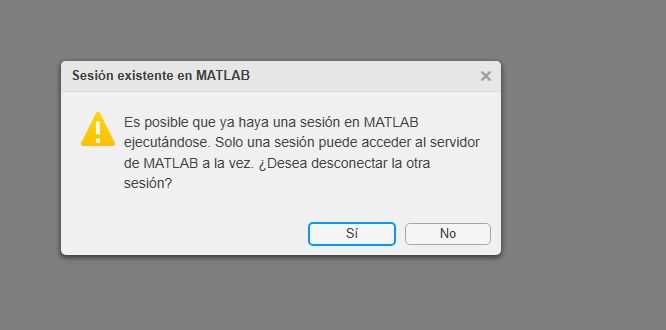 Sesión existente en MATLAB
Es posible que ya haya una sesión en MATLAB
ejecutándose. Solo una sesión puede acceder al servidor
de MATLAB a la vez. ¿Desea desconectar la otra
sesión?
Sí No